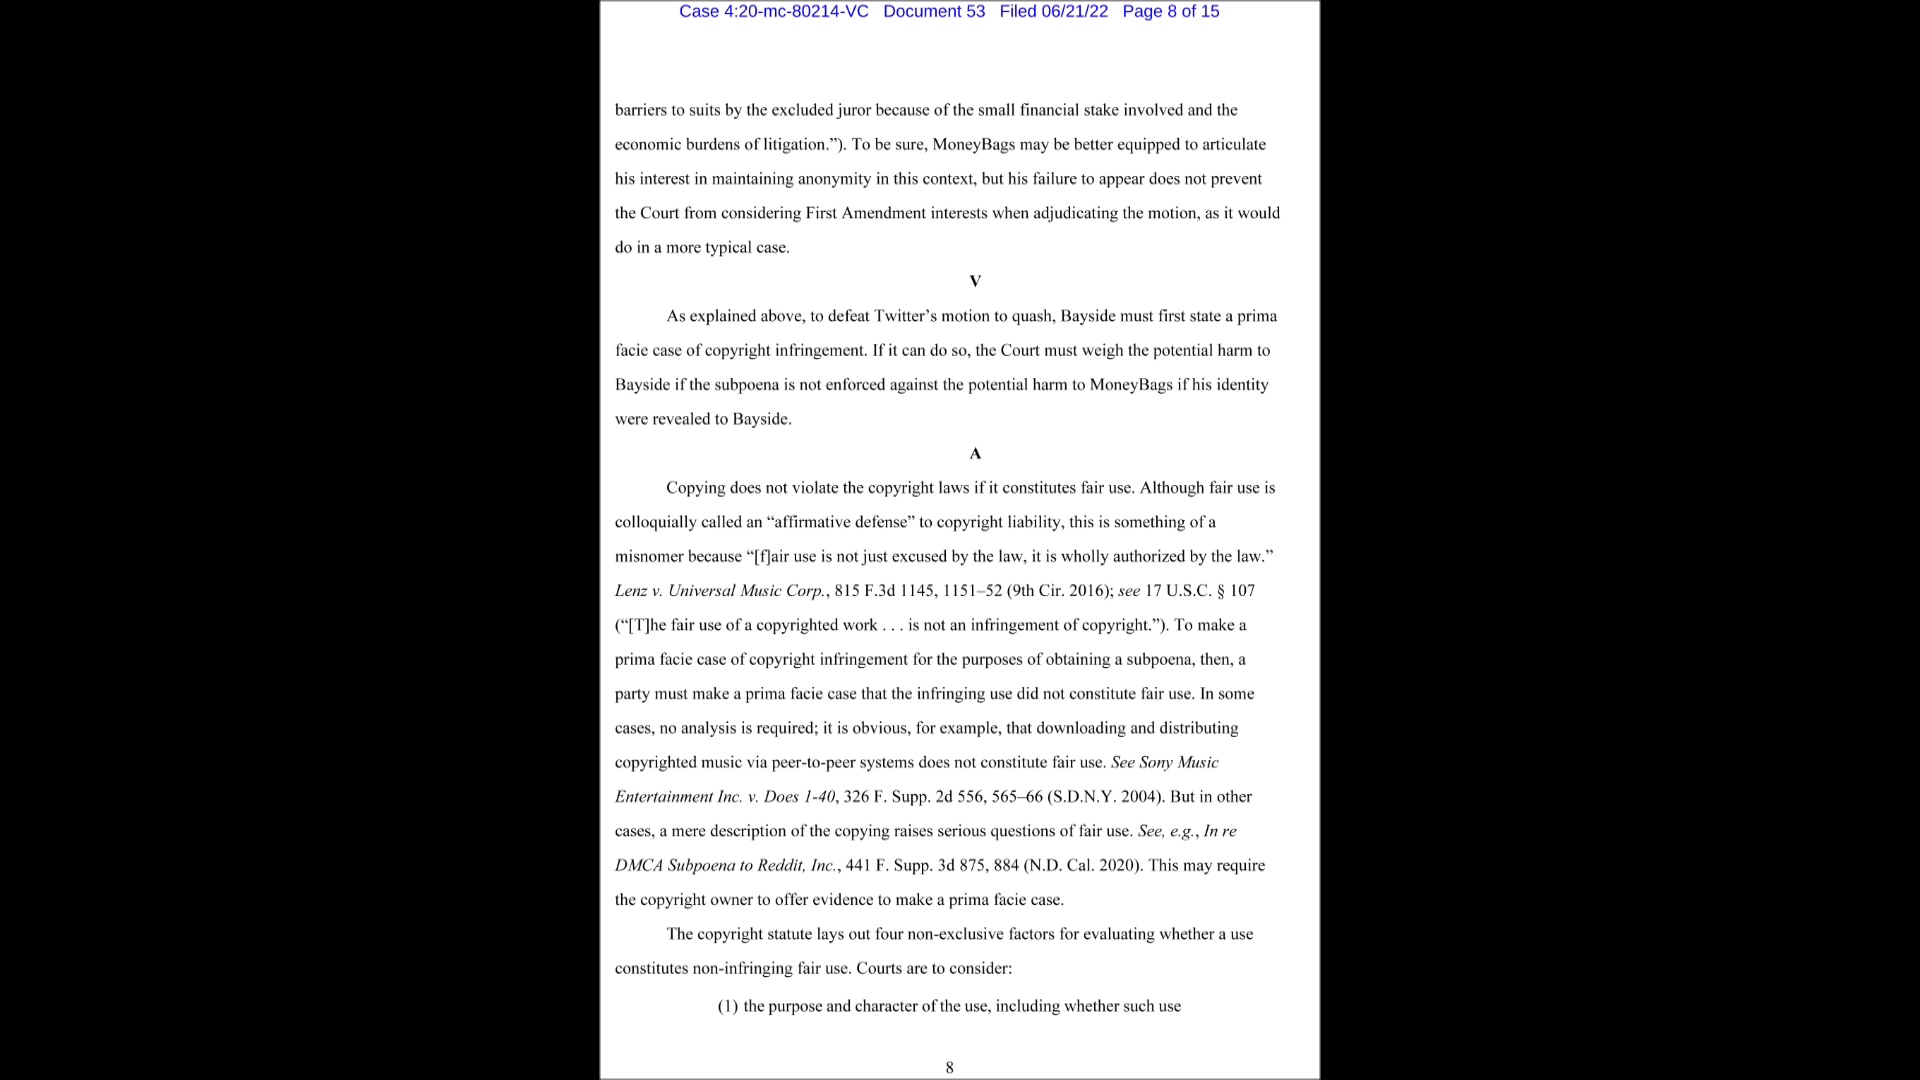 Case 4:20-mc-80214-VC Document 53 Filed 06/21/22 Page 8 of 15
barriers to suits by the excluded juror because of the small financial stake involved and the
economic burdens of litigation.”). To be sure, MoneyBags may be better equipped to articulate
his interest in maintaining anonymity in this context, but his failure to appear does not prevent
the Court from considering First Amendment interests when adjudicating the motion, as it would
do in a more typical case.
V
As explained above, to defeat Twitter’s motion to quash, Bayside must first state a prima
facie case of copyright infringement. If it can do so, the Court must weigh the potential harm to
Bayside if the subpoena is not enforced against the potential harm to MoneyBags if his identity
were revealed to Bayside.
A
Copying does not violate the copyright laws if it constitutes fair use. Although fair use is
colloquially called an “affirmative defense” to copyright liability, this is something of a
misnomer because “[f]air use is not just excused by the law, it is wholly authorized by the law.”
Lenz v. Universal Music Corp., 815 F.3d 1145, 1151–52 (9th Cir. 2016); see 17 U.S.C. § 107
(“[T]he fair use of a copyrighted work . . . is not an infringement of copyright.”). To make a
prima facie case of copyright infringement for the purposes of obtaining a subpoena, then, a
party must make a prima facie case that the infringing use did not constitute fair use. In some
cases, no analysis is required; it is obvious, for example, that downloading and distributing
copyrighted music via peer-to-peer systems does not constitute fair use. See Sony Music
Entertainment Inc. v. Does 1-40, 326 F. Supp. 2d 556, 565–66 (S.D.N.Y. 2004). But in other
cases, a mere description of the copying raises serious questions of fair use. See, e.g., In re
DMCA Subpoena to Reddit, Inc., 441 F. Supp. 3d 875, 884 (N.D. Cal. 2020). This may require
the copyright owner to offer evidence to make a prima facie case.
The copyright statute lays out four non-exclusive factors for evaluating whether a use
constitutes non-infringing fair use. Courts are to consider:
(1) the purpose and character of the use, including whether such use
8